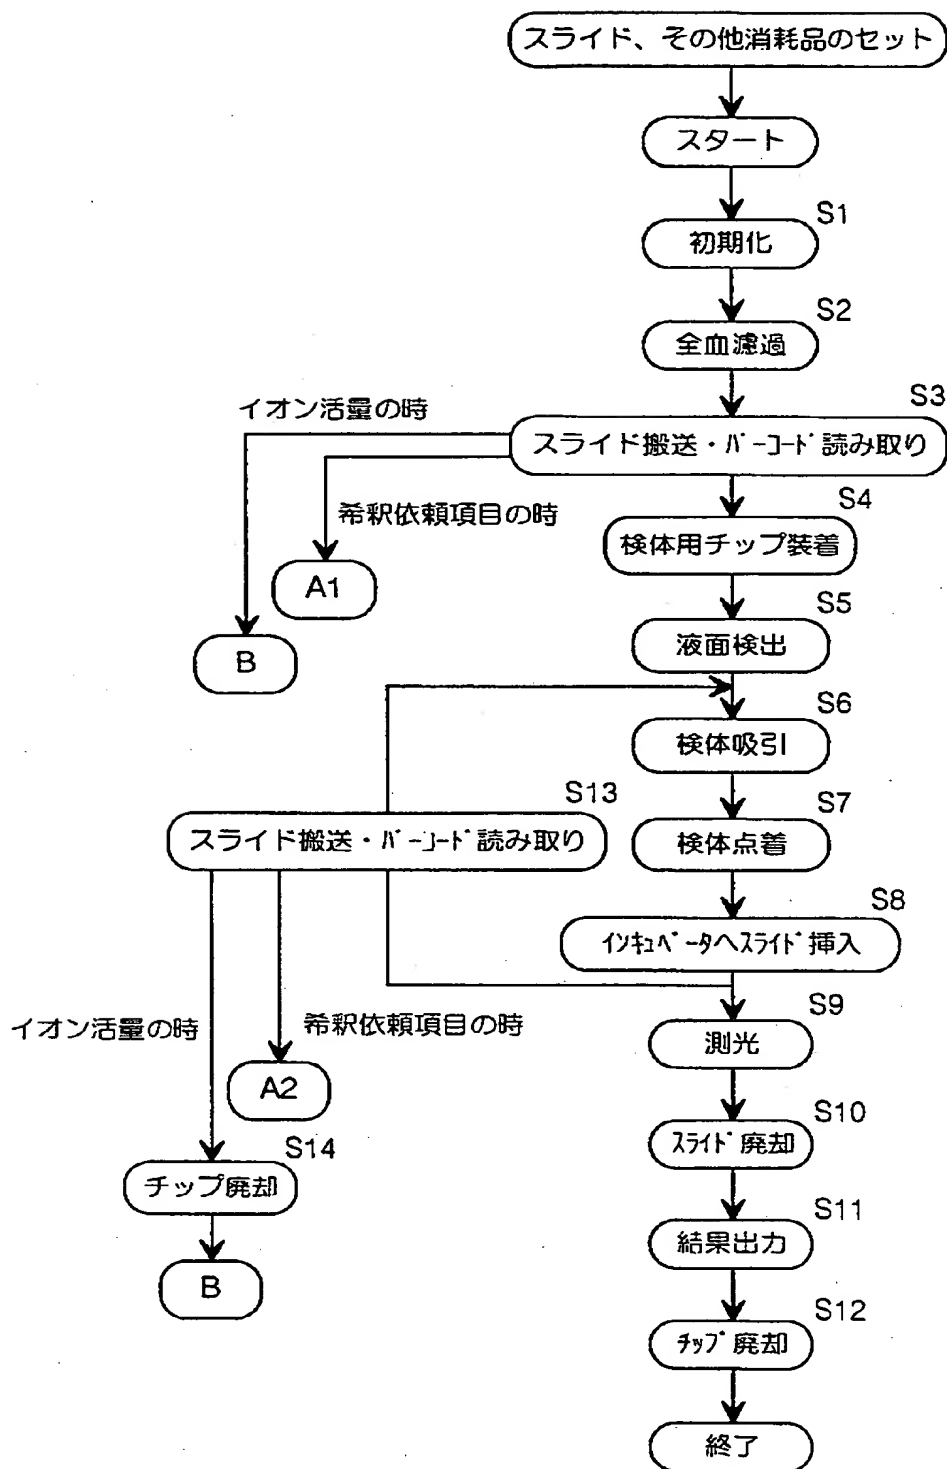 スライド、その他消耗品のセット
スタート
S1
初期化
S2
全血濾過
S3
イオン活量の時
スライド搬送・バーコード読み取り
希釈依頼項目の時
S4
検体用チップ装着
A1
S5
液面検出
B
S6
検体吸引
S13
スライド搬送・バーコード読み取り
S7
検体点着
S8
インキュベータへスライド挿入
イオン活量の時
希釈依頼項目の時
S9
測光
A2
S10
スライド廃却
S14
チップ廃却
S11
結果出力
B
S12
チップ廃却
終了